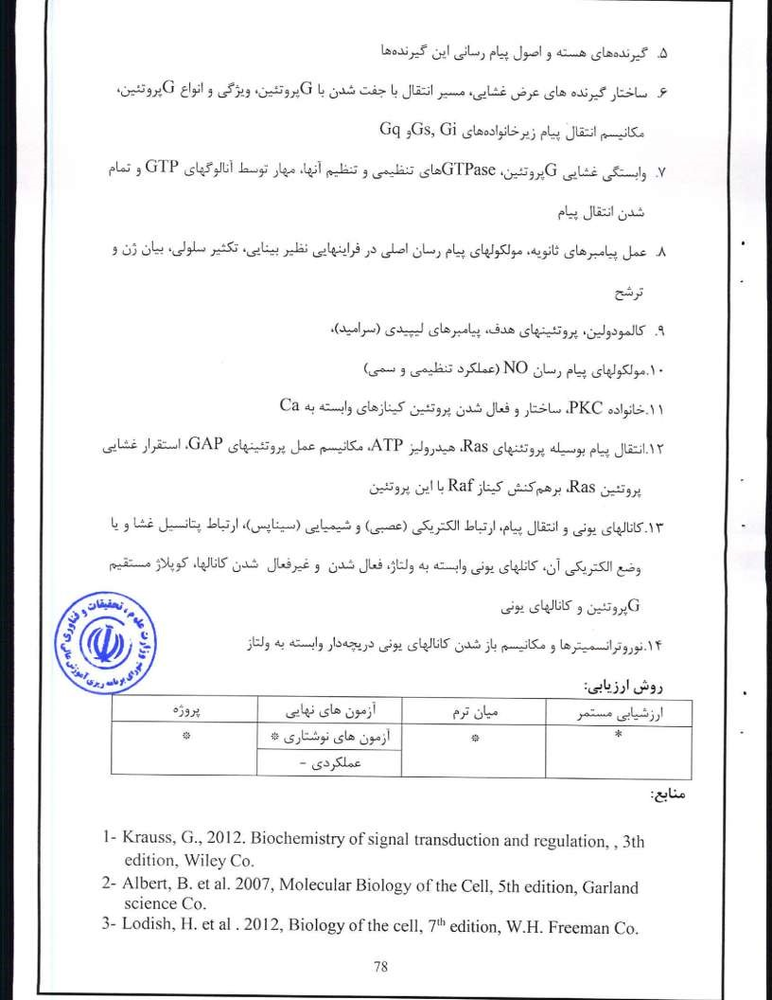 ۵. گیرنده‌های هسته و اصول پیام رسانی این گیرنده‌ها
۶. ساختار گیرنده های عرض غشایی، مسیر انتقال با جفت شدن با Gپروتئین، ویژگی و انواع Gپروتئین،
مکانیسم انتقال پیام زیرخانواده‌های Gs, Gi و Gq
۷. وابستگی غشایی Gپروتئین، GTPaseهای تنظیمی و تنظیم آنها، مهار توسط آنالوگهای GTP و تمام
شدن انتقال پیام
۸. عمل پیامبرهای ثانویه، مولکولهای پیام رسان اصلی در فراینهایی نظیر بینایی، تکثیر سلولی، بیان ژن و
ترشح
۹. کالمودولین، پروتئینهای هدف، پیامبرهای لیپیدی (سرامید)،
۱۰.مولکولهای پیام رسان NO (عملکرد تنظیمی و سمی)
۱۱.خانواده PKC، ساختار و فعال شدن پروتئین کینازهای وابسته به Ca
۱۲.انتقال پیام بوسیله پروتئنهای Ras، هیدرولیز ATP، مکانیسم عمل پروتئینهای GAP، استقرار غشایی
پروتئین Ras، برهم‌کنش کیناز Raf با این پروتئین
۱۳.کانالهای یونی و انتقال پیام، ارتباط الکتریکی (عصبی) و شیمیایی (سیناپس)، ارتباط پتانسیل غشا و یا
وضع الکتریکی آن، کانلهای یونی وابسته به ولتاژ، فعال شدن و غیرفعال شدن کانالها، کوپلاژ مستقیم
Gپروتئین و کانالهای یونی
۱۴.نوروترانسمیترها و مکانیسم باز شدن کانالهای یونی دریچه‌دار وابسته به ولتاز
روش ارزیابی:
ارزشیابی مستمر میان ترم آزمون های نهایی پروژه
* * آزمون های نوشتاری * *
عملکردی -
منابع:
1- Krauss, G., 2012. Biochemistry of signal transduction and regulation, , 3th
edition, Wiley Co.
2- Albert, B. et al. 2007, Molecular Biology of the Cell, 5th edition, Garland
science Co.
3- Lodish, H. et al . 2012, Biology of the cell, 7th edition, W.H. Freeman Co.
78
وزارت علوم، تحقیقات و فناوری
شورای برنامه ریزی آموزش عالی